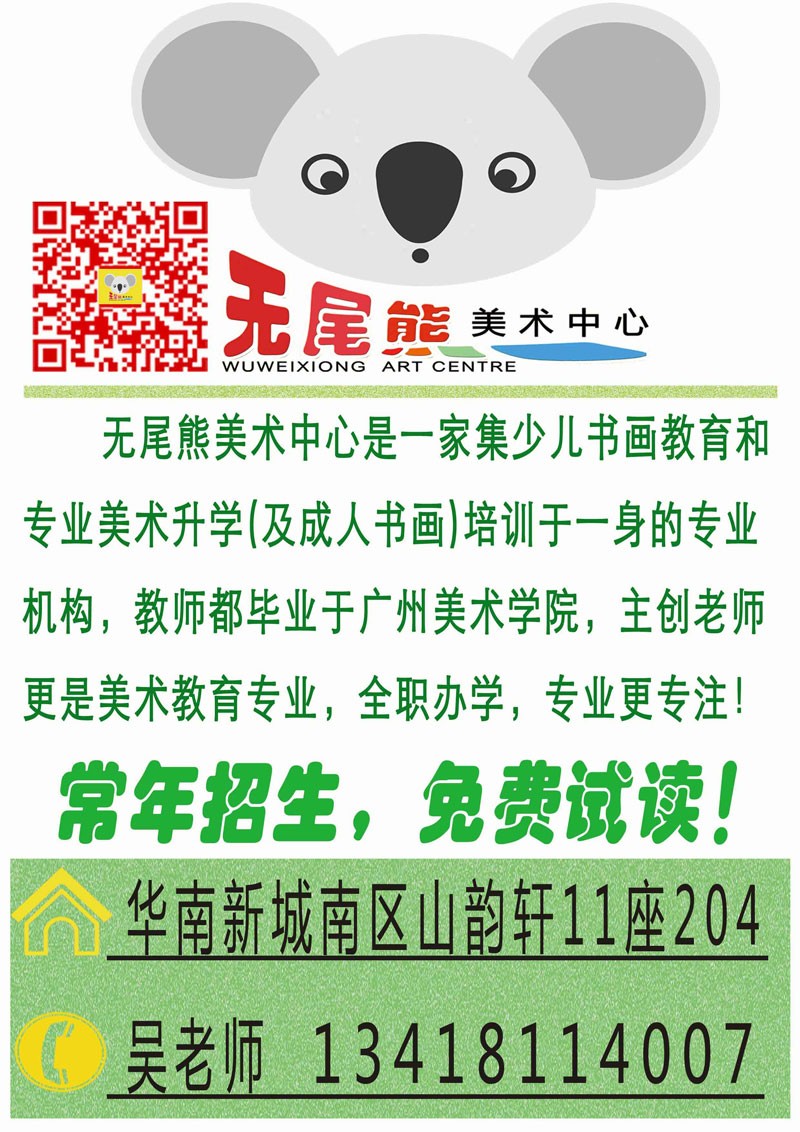 无尾熊 美术中心
WUWEIXIONG ART CENTRE
无尾熊美术中心是一家集少儿书画教育和
专业美术升学(及成人书画)培训于一身的专业
机构，教师都毕业于广州美术学院，主创老师
更是美术教育专业，全职办学，专业更专注！
常年招生，免费试读！
华南新城南区山韵轩11座204
吴老师 13418114007